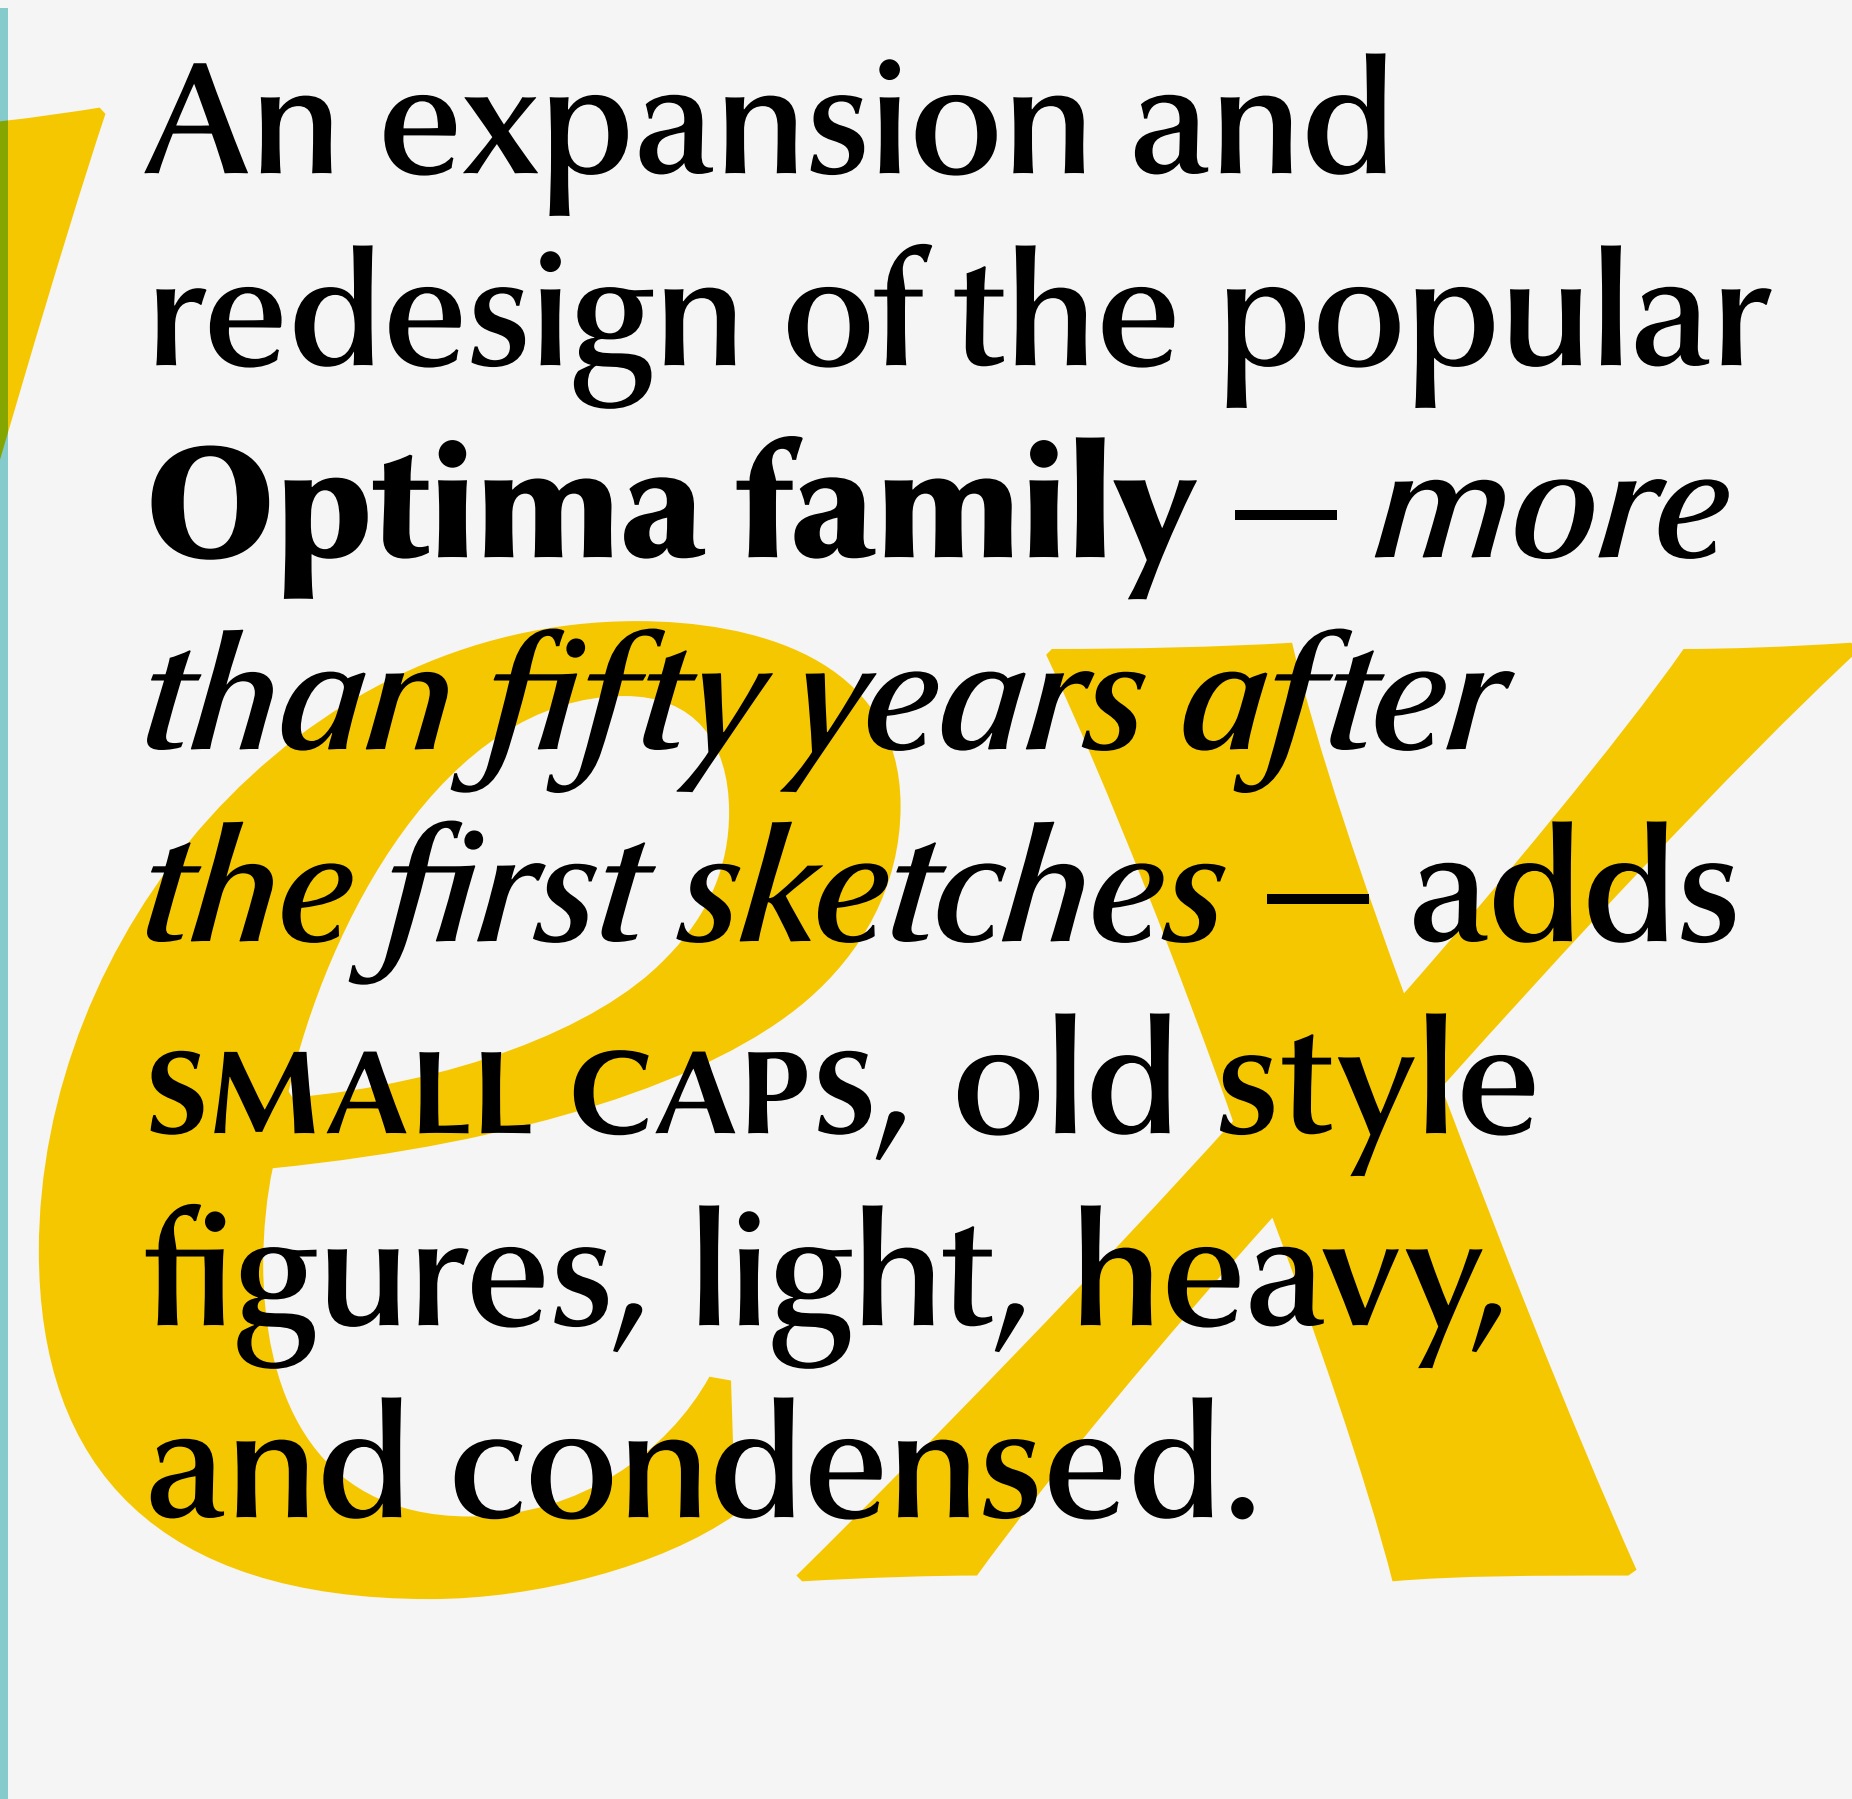 An expansion and
redesign of the popular
Optima family — more
than fifty years after
the first sketches — adds
SMALL CAPS, old style
figures, light, heavy,
and condensed.
ex